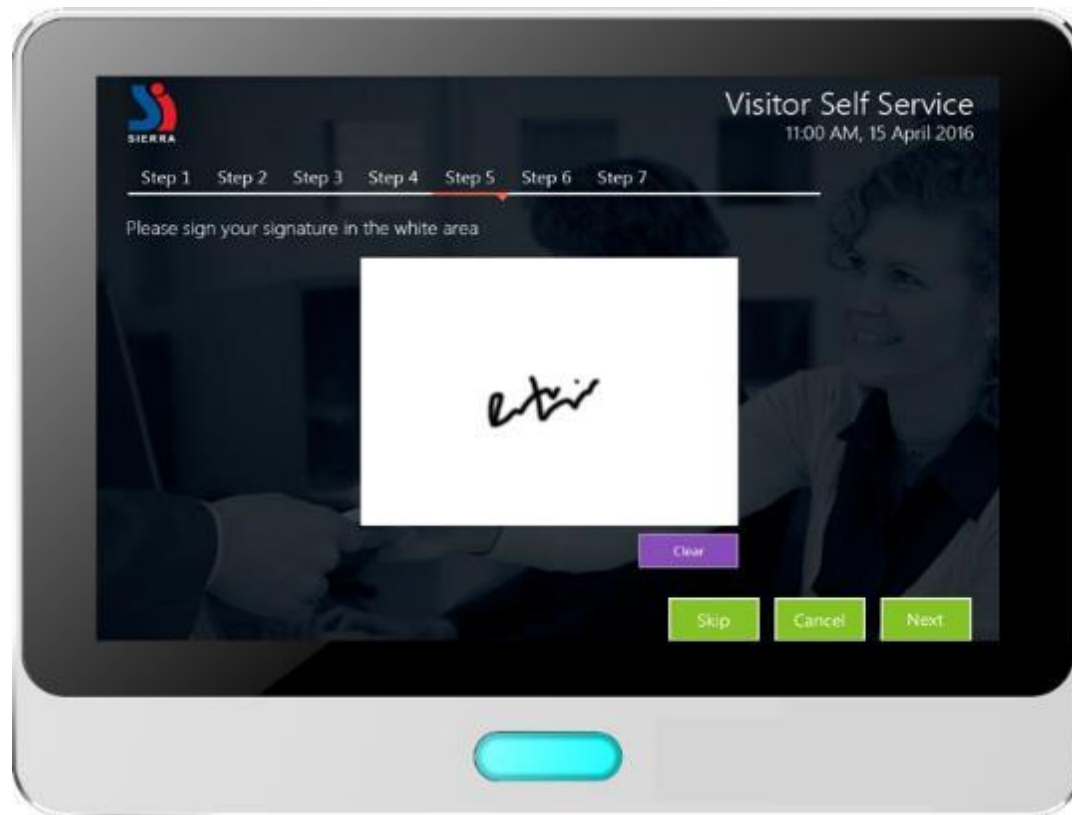 SIERRA
Visitor Self Service
11:00 AM, 15 April 2016
Step 1 Step 2 Step 3 Step 4 Step 5 Step 6 Step 7
Please sign your signature in the white area
Clear
Skip Cancel Next